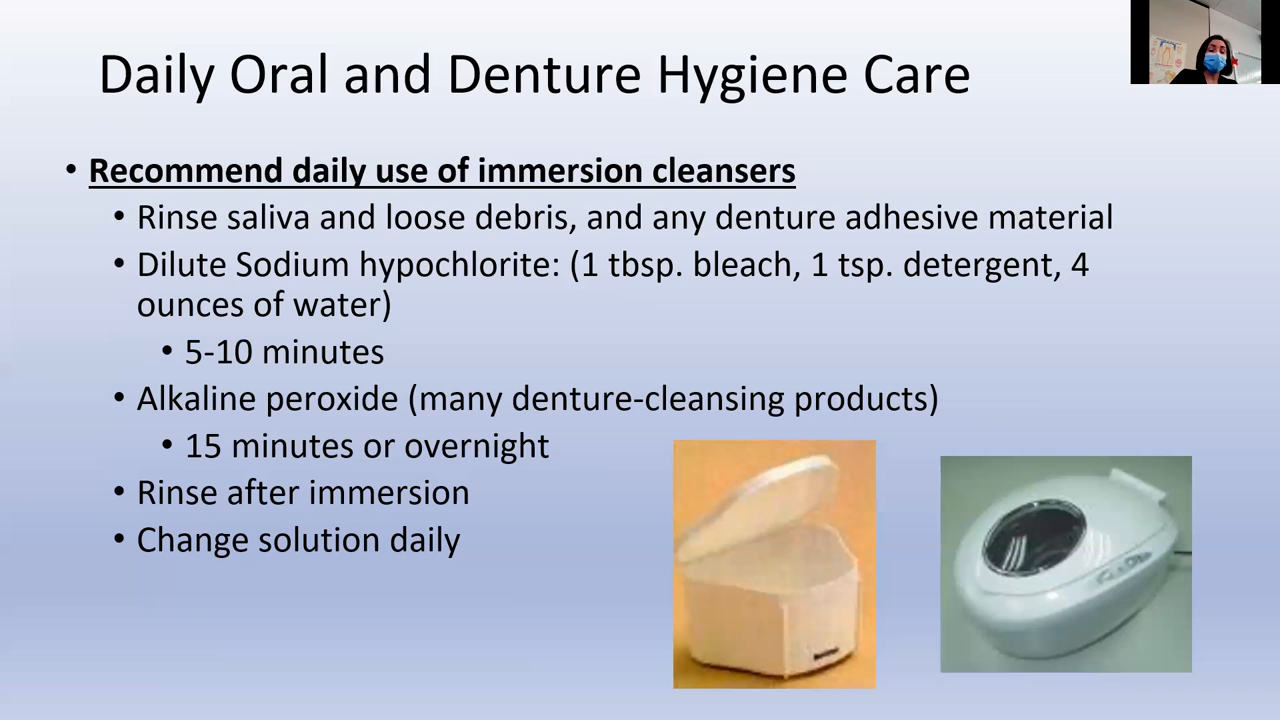 Daily Oral and Denture Hygiene Care
• Recommend daily use of immersion cleansers
• Rinse saliva and loose debris, and any denture adhesive material
• Dilute Sodium hypochlorite: (1 tbsp. bleach, 1 tsp. detergent, 4
ounces of water)
• 5-10 minutes
• Alkaline peroxide (many denture-cleansing products)
• 15 minutes or overnight
• Rinse after immersion
• Change solution daily